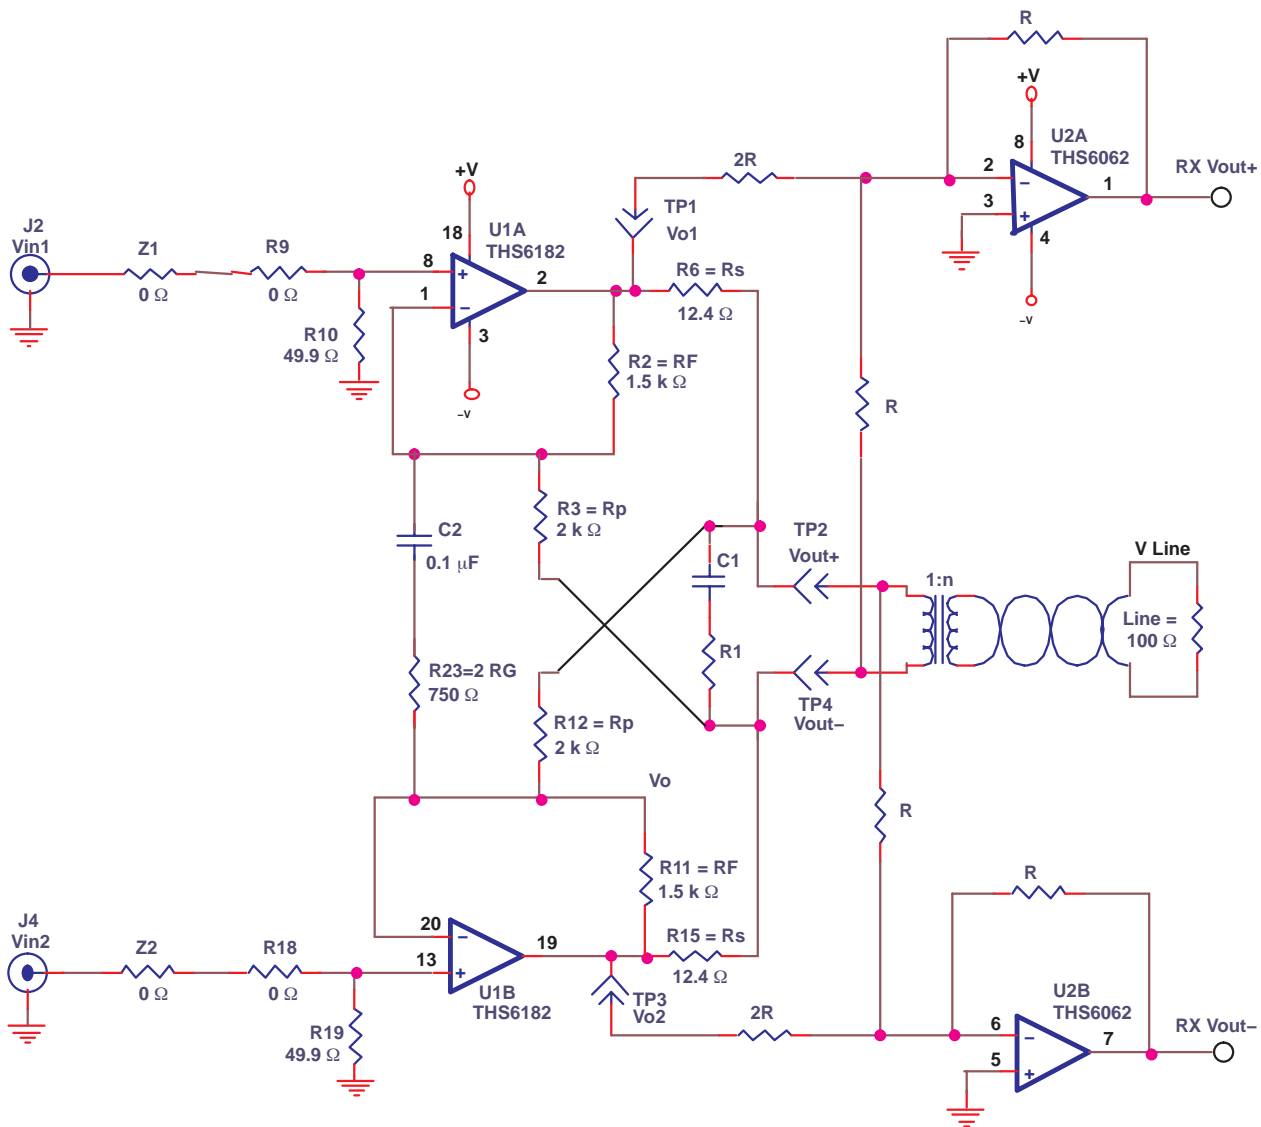 R
+V
8
U2A
THS6062
2
3
1
4
–V
RX Vout+
2R
TP1
Vo1
+V
18
U1A
THS6182
8
1
2
3
–V
J2
Vin1
Z1
0 Ω
R9
0 Ω
R10
49.9 Ω
R6 = Rs
12.4 Ω
R2 = RF
1.5 k Ω
R
R3 = Rp
2 k Ω
C2
0.1 μF
C1
TP2
Vout+
1:n
V Line
Line =
100 Ω
R1
R23=2 RG
750 Ω
R12 = Rp
2 k Ω
TP4
Vout–
Vo
R
R11 = RF
1.5 k Ω
R
J4
Vin2
Z2
0 Ω
R18
0 Ω
R19
49.9 Ω
20
13
19
U1B
THS6182
R15 = Rs
12.4 Ω
TP3
Vo2
2R
U2B
THS6062
6
5
7
RX Vout–